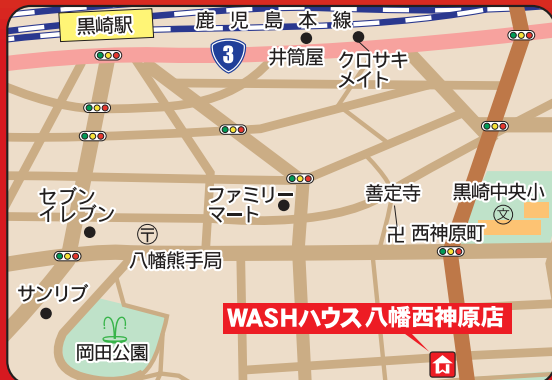 黒崎駅
鹿児島本線
3
井筒屋
クロサキ
メイト
セブン
イレブン
ファミリー
マート
善定寺
黒崎中央小
文
卍
西神原町
〒
八幡熊手局
サンリブ
WASHハウス 八幡西神原店
岡田公園